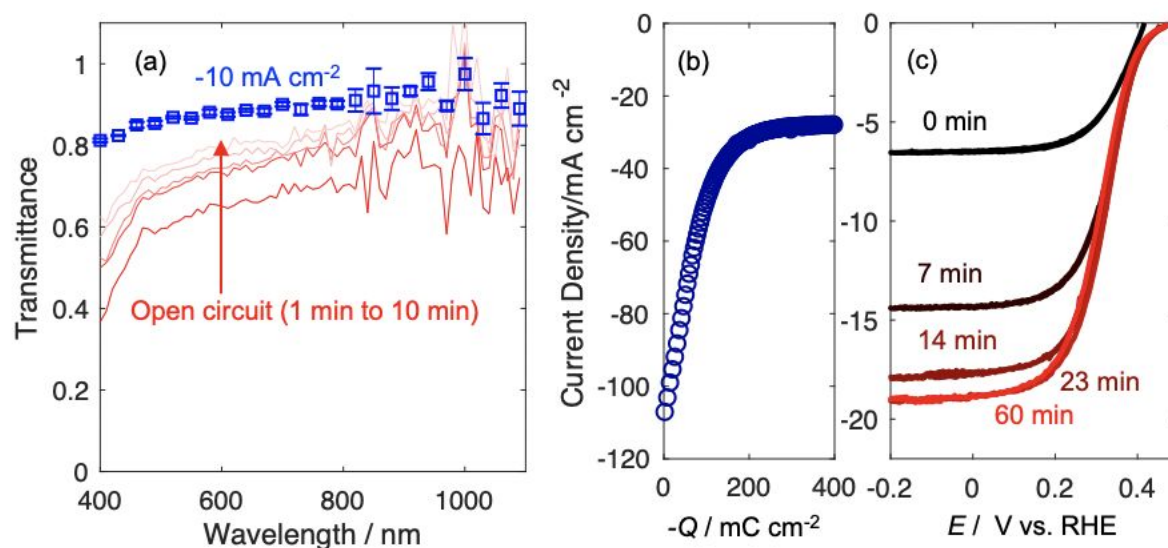 (a)
-10 mA cm-2
Open circuit (1 min to 10 min)
Transmittance
1
0.8
0.6
0.4
0.2
0
400
600
800
1000
Wavelength / nm
(b)
Current Density/mA cm-2
0
-20
-40
-60
-80
-100
-120
0
200
400
-Q / mC cm-2
(c)
0 min
7 min
14 min
23 min
60 min
0
-5
-10
-15
-20
-0.2
0
0.2
0.4
E / V vs. RHE